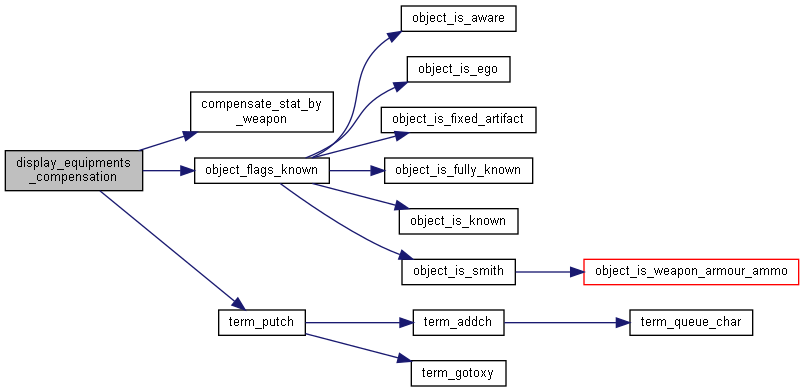 object_is_aware
object_is_ego
compensate_stat_by
_weapon
object_is_fixed_artifact
display_equipments
_compensation
object_flags_known
object_is_fully_known
object_is_known
object_is_smith
object_is_weapon_armour_ammo
term_putch
term_addch
term_queue_char
term_gotoxy